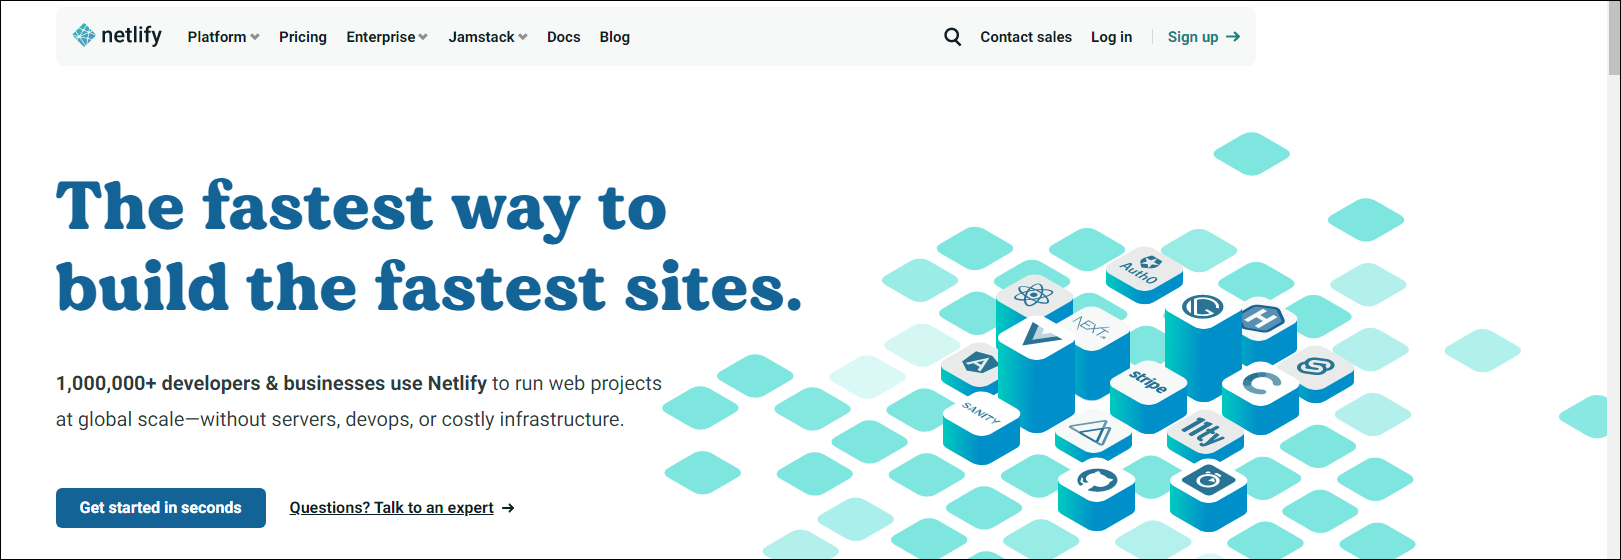 netlify Platform Pricing Enterprise Jamstack Docs Blog Contact sales Log in Sign up
The fastest way to
build the fastest sites.
1,000,000+ developers & businesses use Netlify to run web projects
at global scale—without servers, devops, or costly infrastructure.
Get started in seconds Questions? Talk to an expert
Auth0
NEXT.JS
stripe
SANITY
11ty